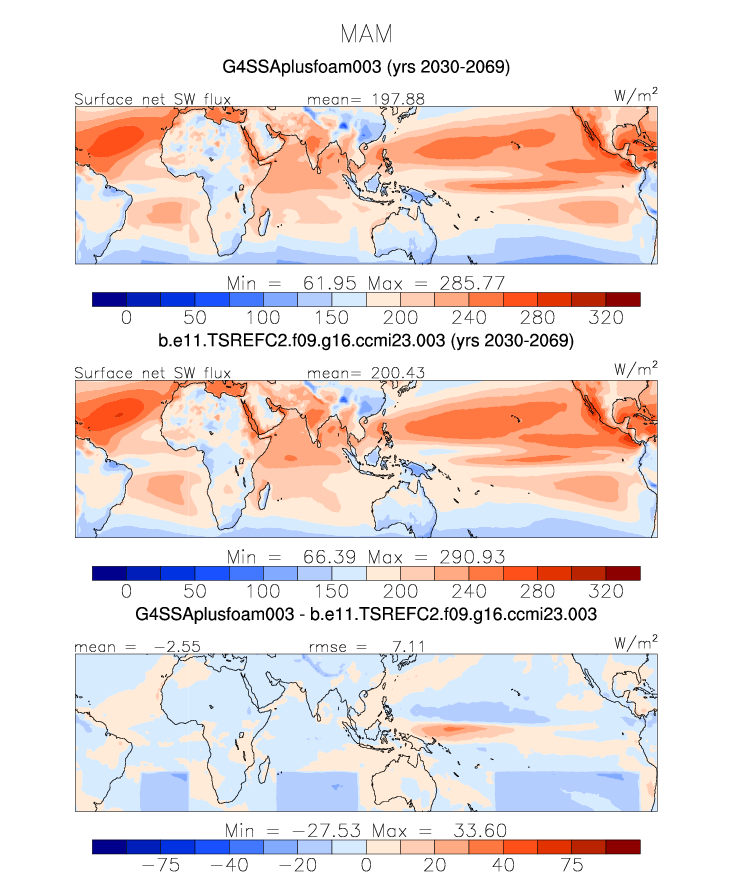 MAM
G4SSAplusfoam003 (yrs 2030-2069)
Surface net SW flux mean= 197.88 W/m²
Min = 61.95 Max = 285.77
0 50 100 150 200 240 280 320
b.e11.TSREFC2.f09.g16.ccmi23.003 (yrs 2030-2069)
Surface net SW flux mean= 200.43 W/m²
Min = 66.39 Max = 290.93
0 50 100 150 200 240 280 320
G4SSAplusfoam003 - b.e11.TSREFC2.f09.g16.ccmi23.003
mean = -2.55 rmse = 7.11 W/m²
Min = -27.53 Max = 33.60
-75 -40 -20 0 20 40 75